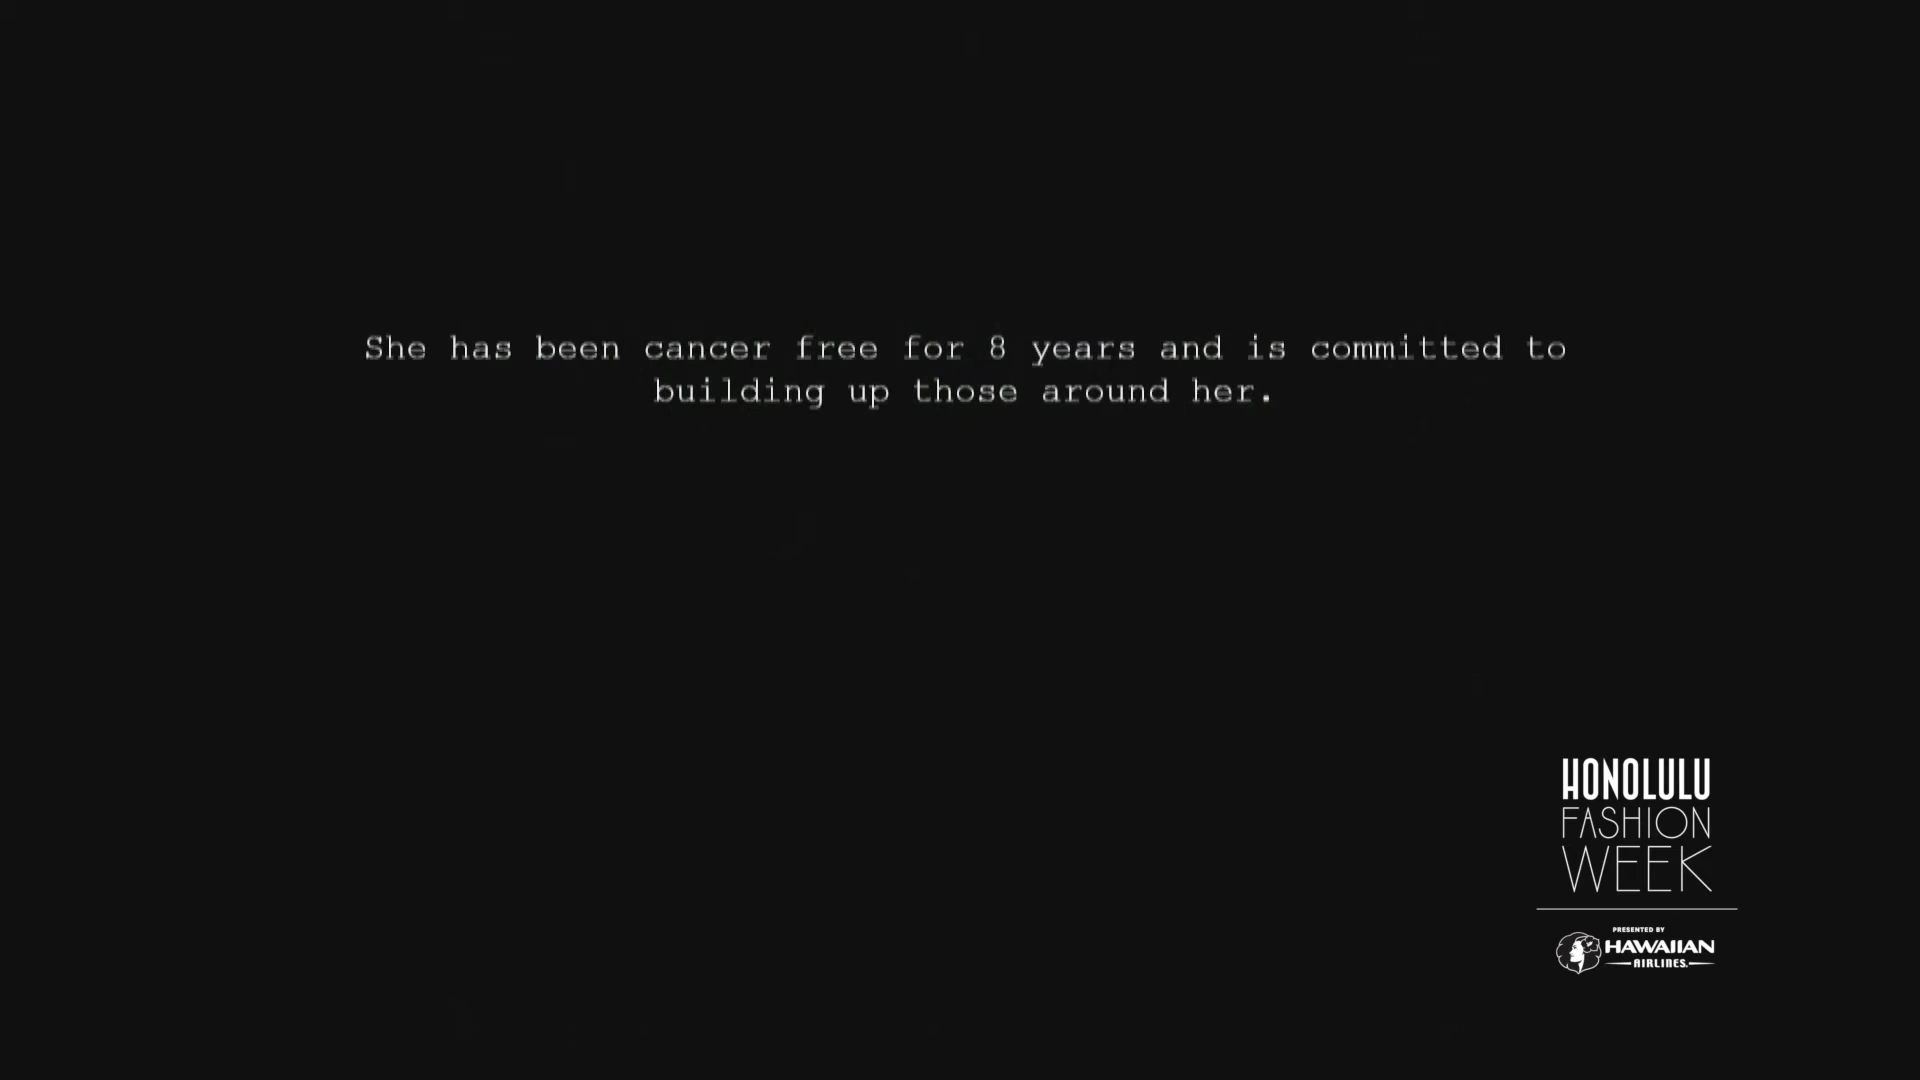 She has been cancer free for 8 years and is committed to
building up those around her.
HONOLULU
FASHION
WEEK
PRESENTED BY
HAWAIIAN
AIRLINES.